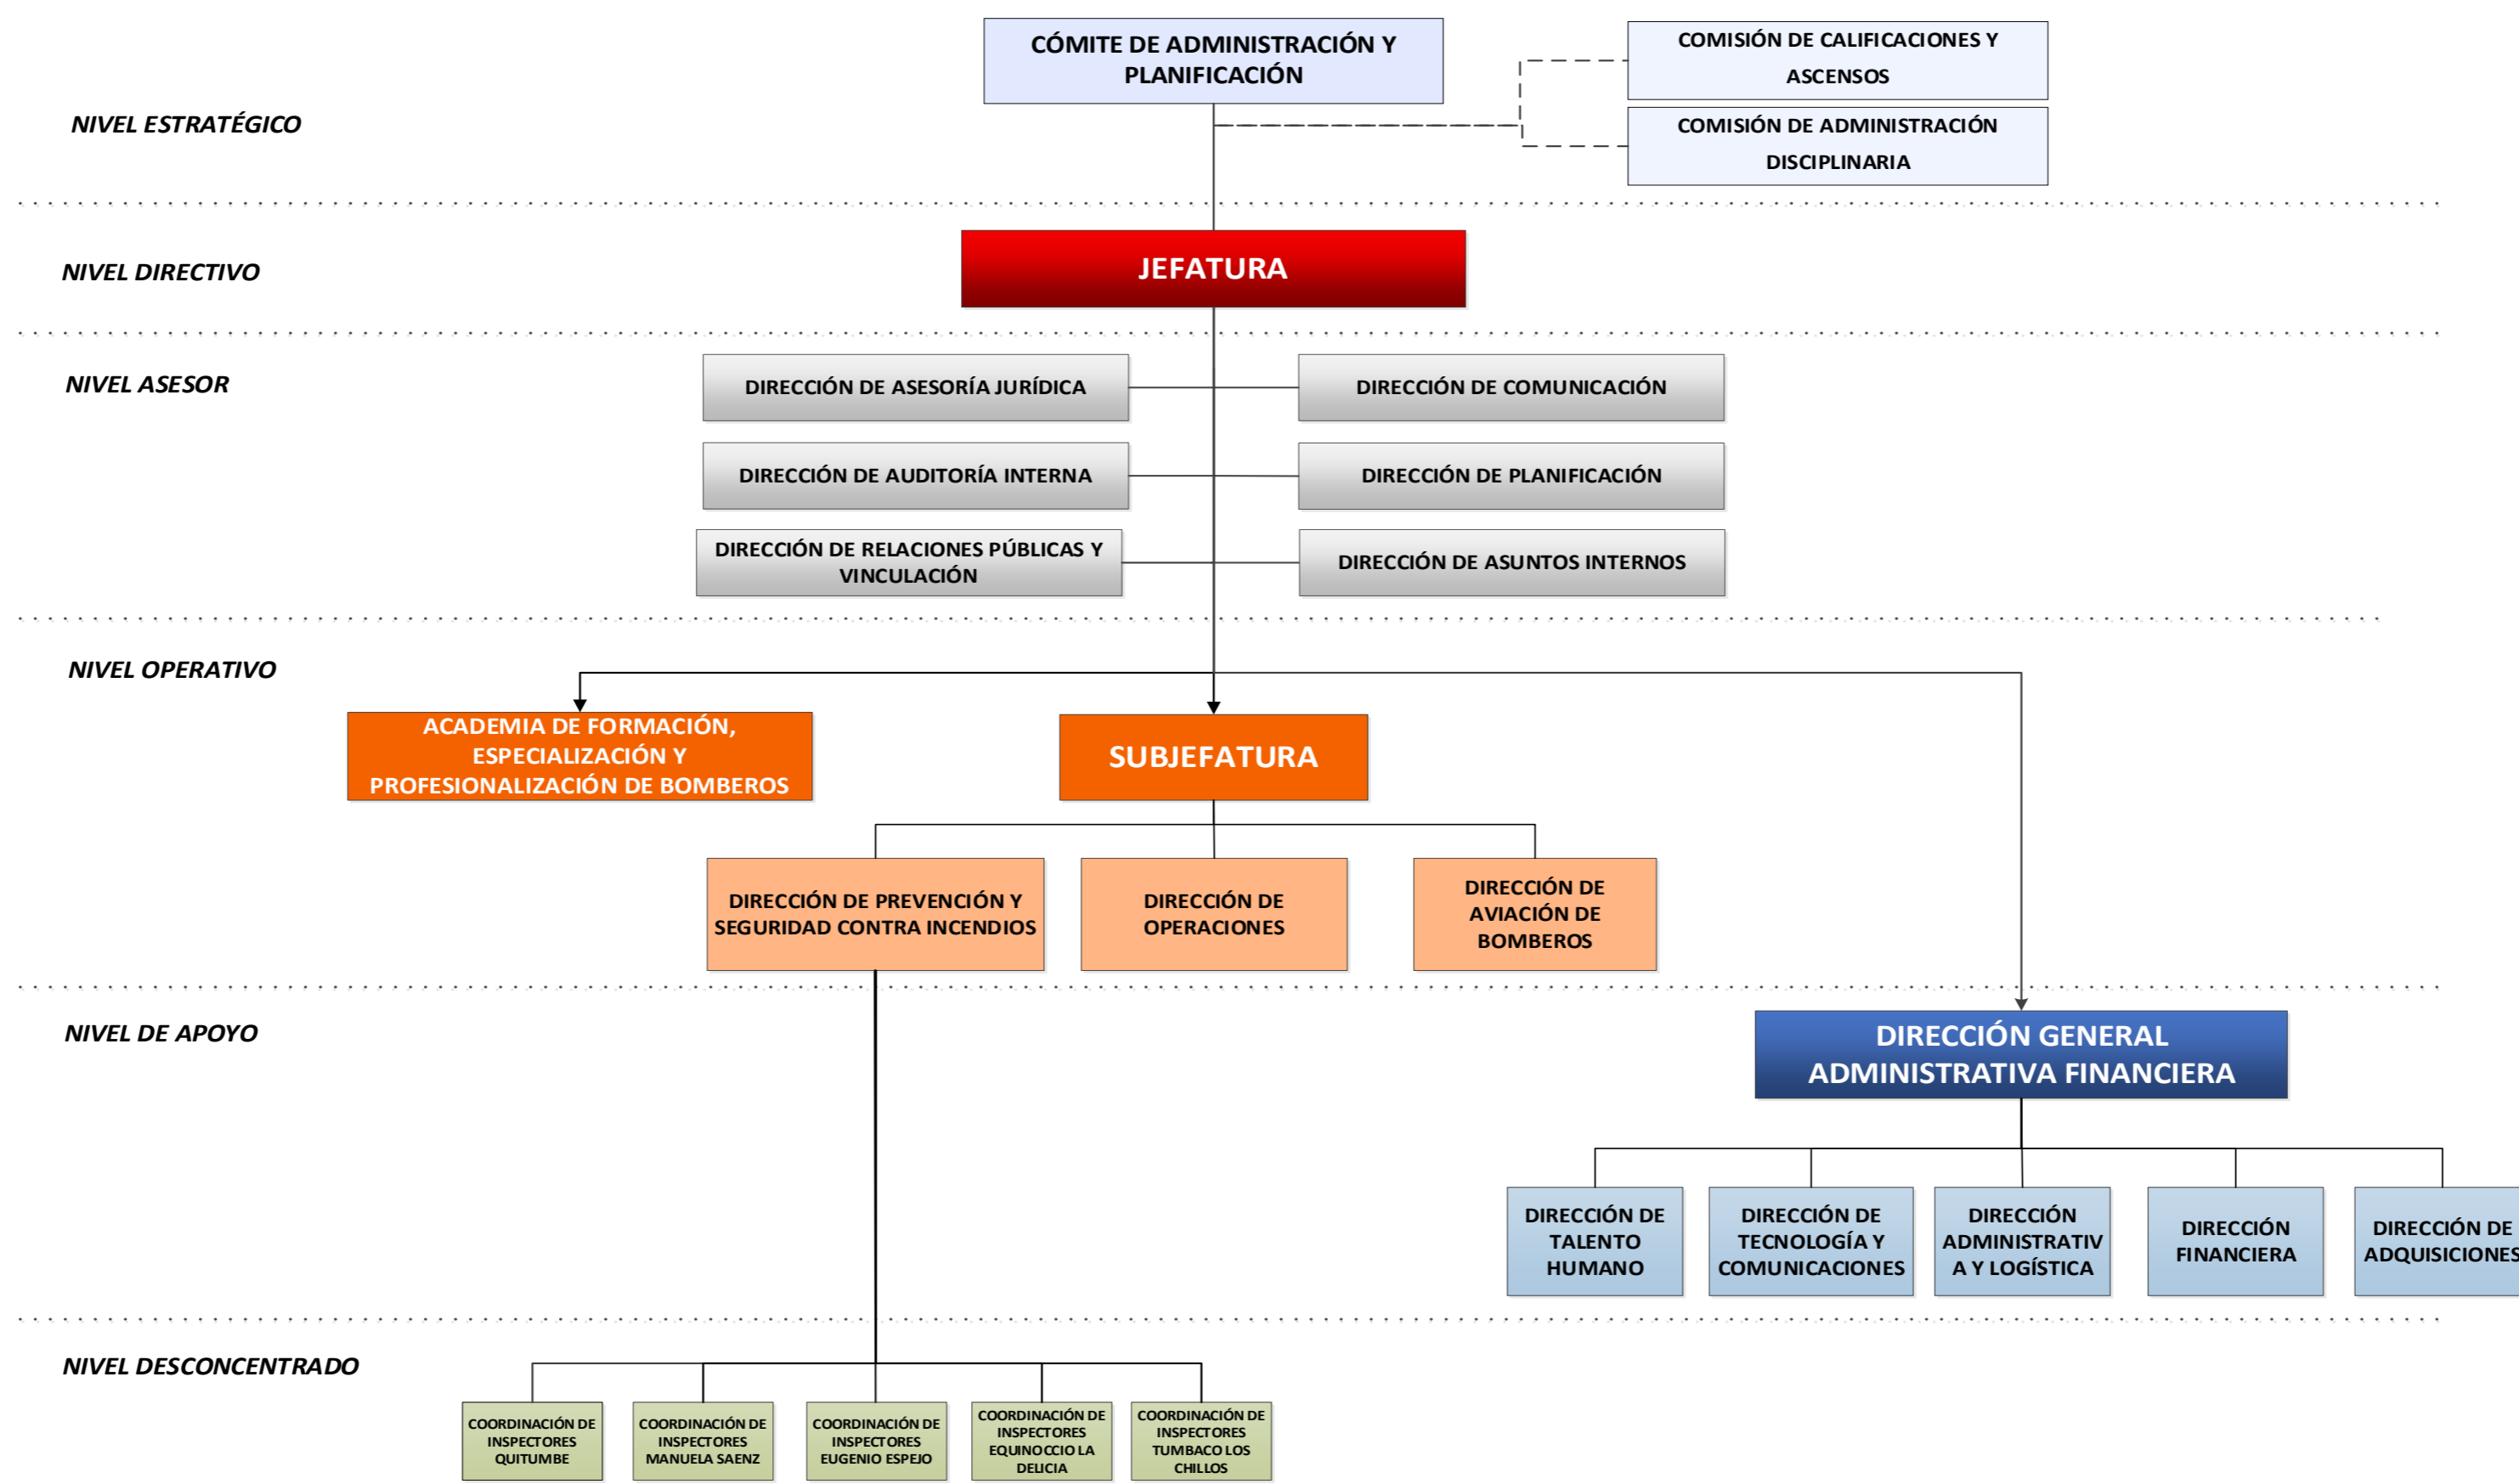 CÓMITE DE ADMINISTRACIÓN Y
PLANIFICACIÓN
COMISIÓN DE CALIFICACIONES Y
ASCENSOS
NIVEL ESTRATÉGICO
COMISIÓN DE ADMINISTRACIÓN
DISCIPLINARIA
NIVEL DIRECTIVO
JEFATURA
NIVEL ASESOR
DIRECCIÓN DE ASESORÍA JURÍDICA
DIRECCIÓN DE COMUNICACIÓN
DIRECCIÓN DE AUDITORÍA INTERNA
DIRECCIÓN DE PLANIFICACIÓN
DIRECCIÓN DE RELACIONES PÚBLICAS Y
VINCULACIÓN
DIRECCIÓN DE ASUNTOS INTERNOS
NIVEL OPERATIVO
ACADEMIA DE FORMACIÓN,
ESPECIALIZACIÓN Y
PROFESIONALIZACIÓN DE BOMBEROS
SUBJEFATURA
DIRECCIÓN DE PREVENCIÓN Y
SEGURIDAD CONTRA INCENDIOS
DIRECCIÓN DE
OPERACIONES
DIRECCIÓN DE
AVIACIÓN DE
BOMBEROS
NIVEL DE APOYO
DIRECCIÓN GENERAL
ADMINISTRATIVA FINANCIERA
DIRECCIÓN DE
TALENTO
HUMANO
DIRECCIÓN DE
TECNOLOGÍA Y
COMUNICACIONES
DIRECCIÓN
ADMINISTRATIV
A Y LOGÍSTICA
DIRECCIÓN
FINANCIERA
DIRECCIÓN DE
ADQUISICIONES
NIVEL DESCONCENTRADO
COORDINACIÓN DE
INSPECTORES
QUITUMBE
COORDINACIÓN DE
INSPECTORES
MANUELA SAENZ
COORDINACIÓN DE
INSPECTORES
EUGENIO ESPEJO
COORDINACIÓN DE
INSPECTORES
EQUINOCCIO LA
DELICIA
COORDINACIÓN DE
INSPECTORES
TUMBACO LOS
CHILLOS